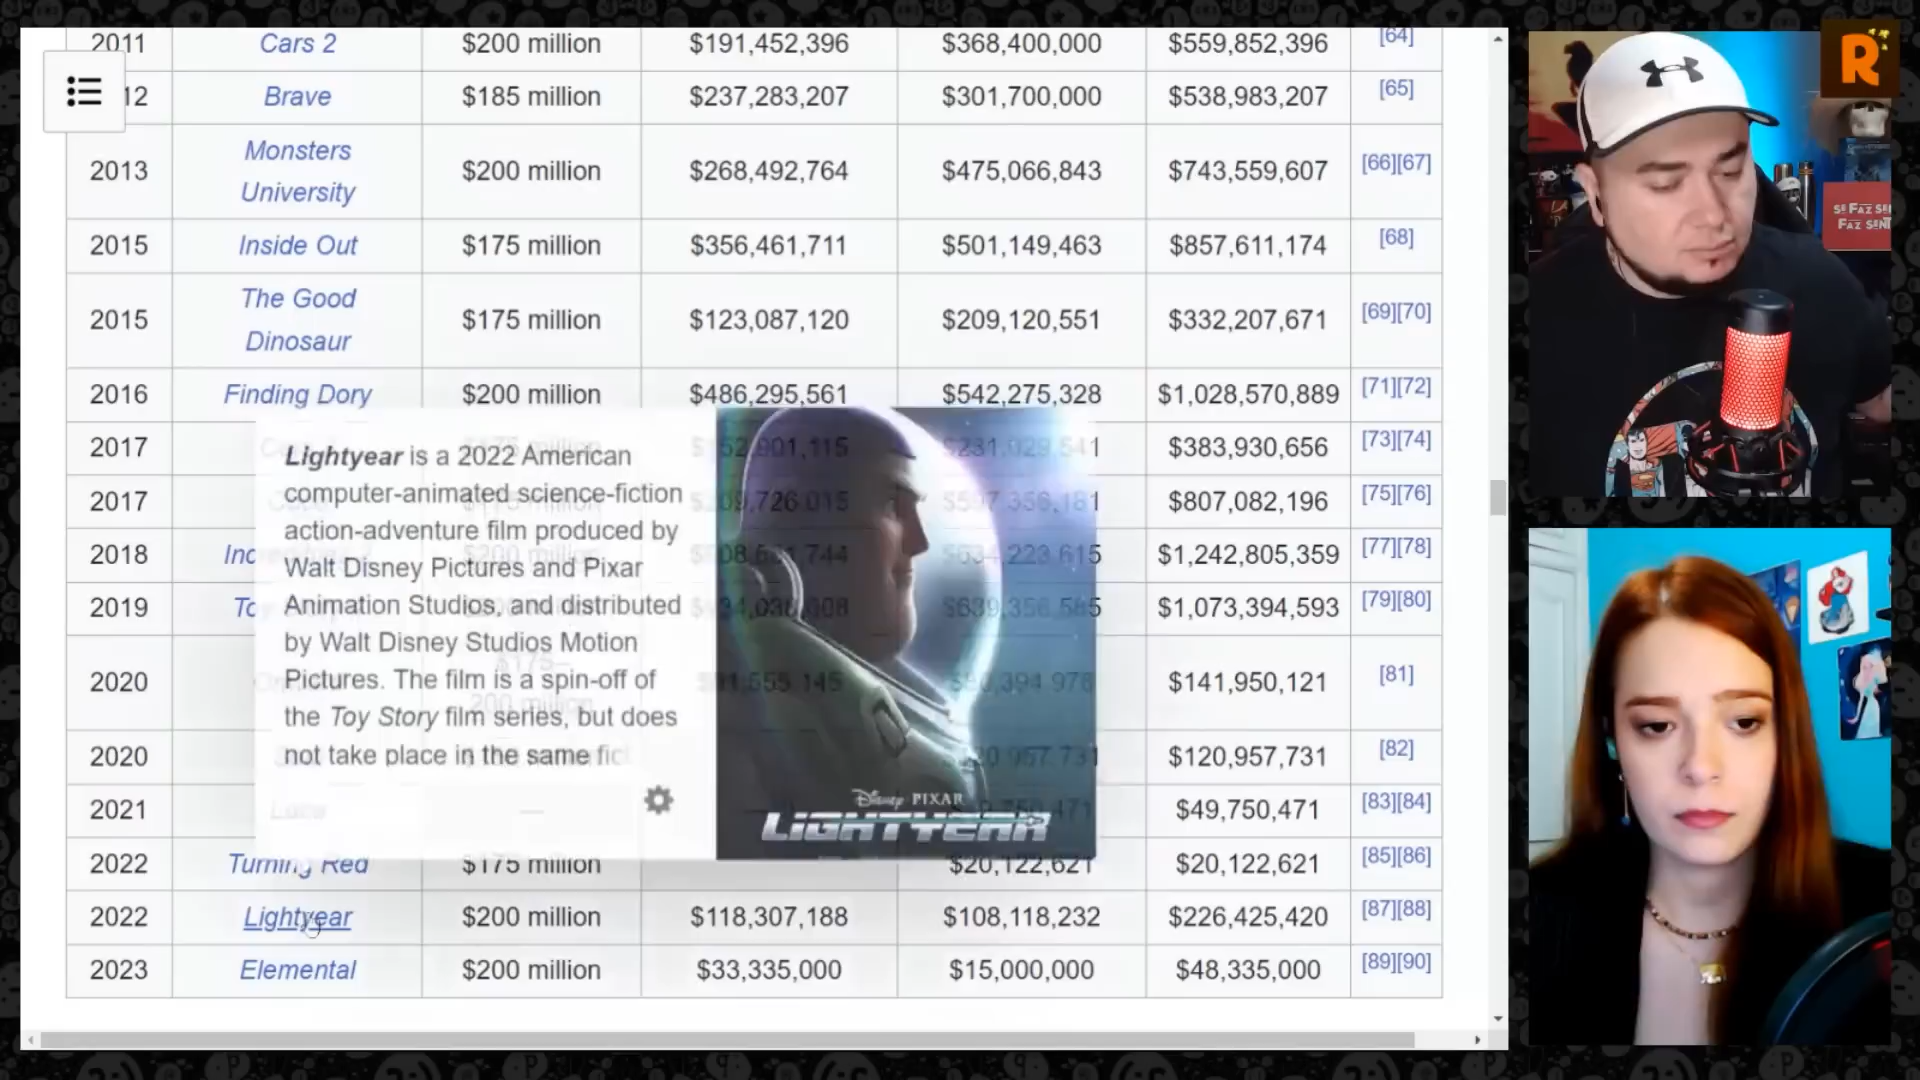 2011 Cars 2 $200 million $191,452,396 $368,400,000 $559,852,396 [64]
12 Brave $185 million $237,283,207 $301,700,000 $538,983,207 [65]
2013 Monsters University $200 million $268,492,764 $475,066,843 $743,559,607 [66][67]
2015 Inside Out $175 million $356,461,711 $501,149,463 $857,611,174 [68]
2015 The Good Dinosaur $175 million $123,087,120 $209,120,551 $332,207,671 [69][70]
2016 Finding Dory $200 million $486,295,561 $542,275,328 $1,028,570,889 [71][72]
2017 $383,930,656 [73][74]
2017 $807,082,196 [75][76]
2018 $1,242,805,359 [77][78]
2019 $1,073,394,593 [79][80]
2020 $141,950,121 [81]
2020 $120,957,731 [82]
2021 Luca $49,750,471 [83][84]
2022 Turning Red $175 million $20,122,621 $20,122,621 [85][86]
2022 Lightyear $200 million $118,307,188 $108,118,232 $226,425,420 [87][88]
2023 Elemental $200 million $33,335,000 $15,000,000 $48,335,000 [89][90]
Lightyear is a 2022 American
computer-animated science-fiction
action-adventure film produced by
Walt Disney Pictures and Pixar
Animation Studios, and distributed
by Walt Disney Studios Motion
Pictures. The film is a spin-off of
the Toy Story film series, but does
not take place in the same fic
Disney PIXAR
LIGHTYEAR
R
SE FAZ SEN
FAZ SENT